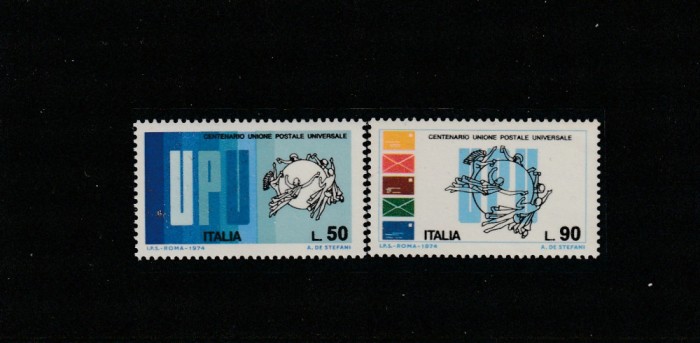 CENTENARIO UNIONE POSTALE UNIVERSALE
UPU
L. 50
ITALIA
I.P.S.-ROMA-1974 A. DE STEFANI
CENTENARIO UNIONE POSTALE UNIVERSALE
UPU
ITALIA L. 90
I.P.S.-ROMA-1974 A. DE STEFANI